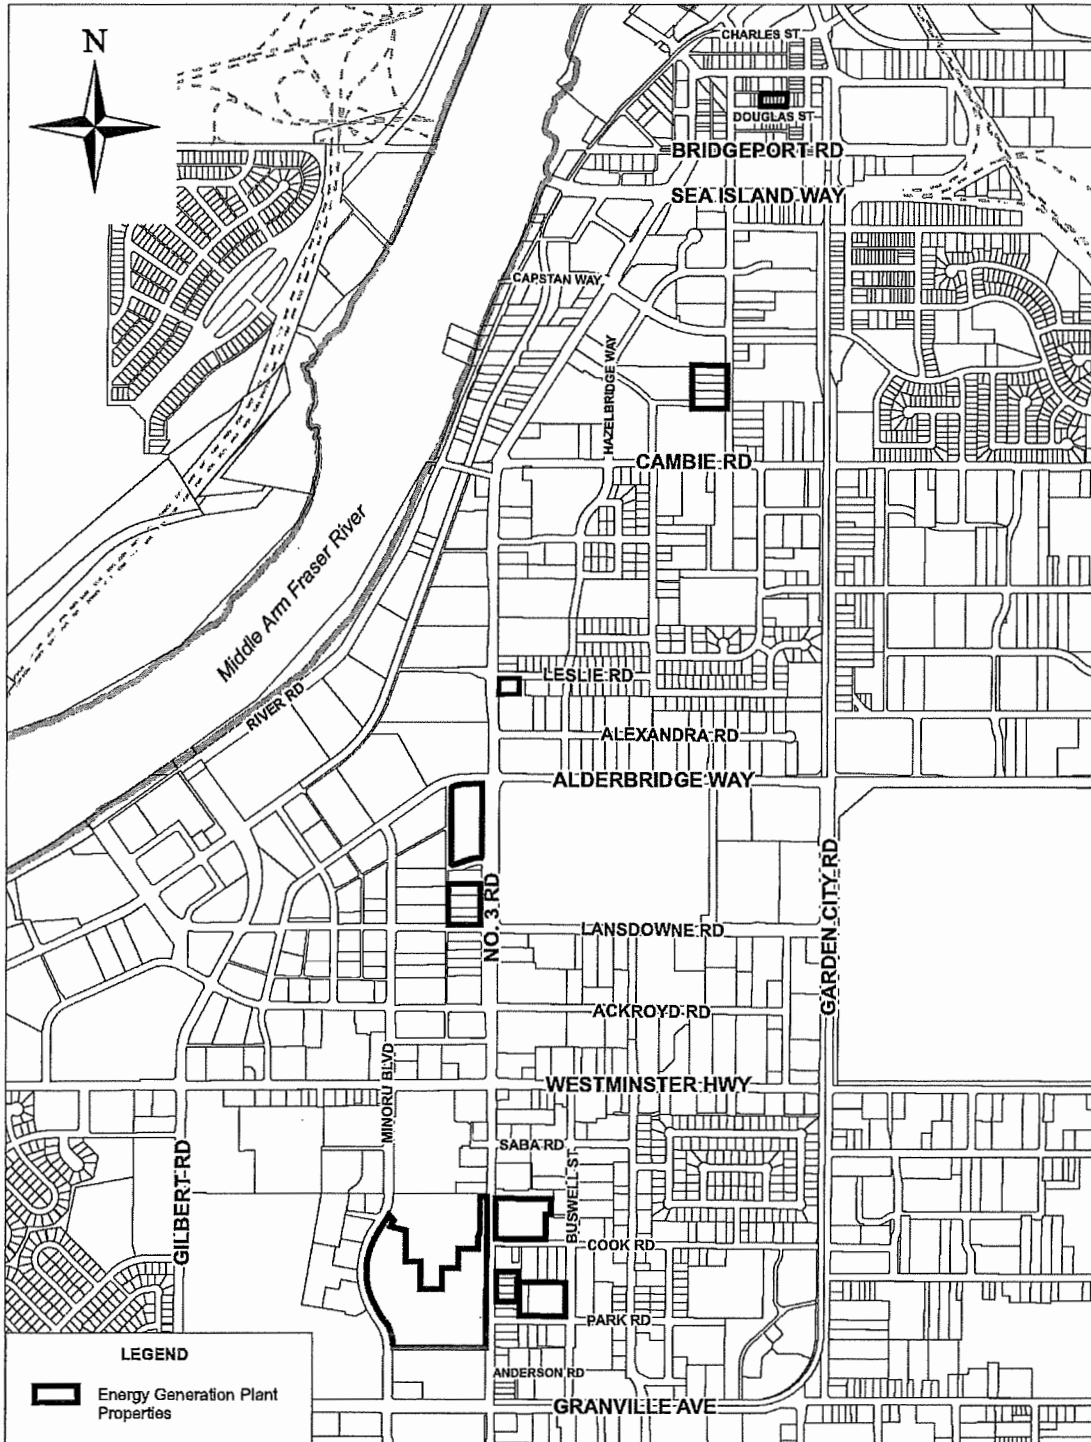 N
CHARLES ST
DOUGLAS ST
BRIDGEPORT RD
SEA ISLAND WAY
CAPSTAN WAY
HAZELBRIDGE WAY
CAMBIE RD
Middle Arm Fraser River
RIVER RD
LESLIE RD
ALEXANDRA RD
ALDERBRIDGE WAY
NO. 3 RD
GARDEN CITY RD
LANSDOWNE RD
ACKROYD RD
MINORU BLVD
WESTMINSTER HWY
GILBERT RD
SABA RD
BUSWELL ST
COOK RD
PARK RD
ANDERSON RD
GRANVILLE AVE
LEGEND
Energy Generation Plant
Properties